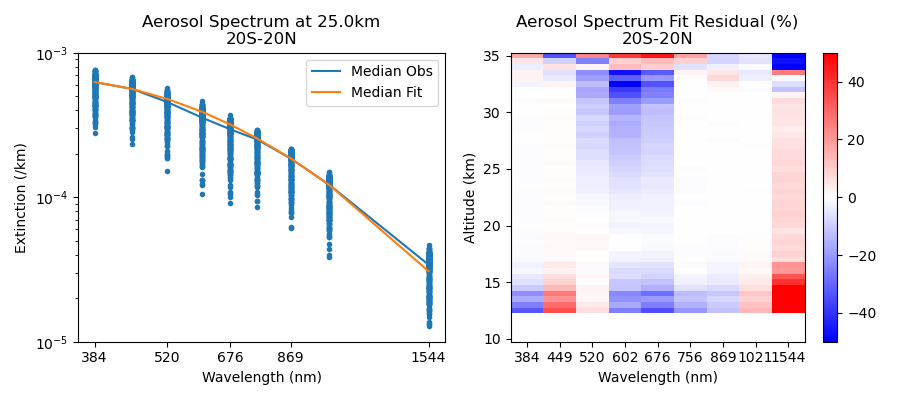 Aerosol Spectrum at 25.0km
20S-20N
10⁻³
10⁻⁴
10⁻⁵
Extinction (/km)
Median Obs
Median Fit
384 520 676 869 1544
Wavelength (nm)
Aerosol Spectrum Fit Residual (%)
20S-20N
35
30
25
20
15
10
Altitude (km)
384 449 520 602 676 756 869 1021 1544
Wavelength (nm)
40
20
0
−20
−40